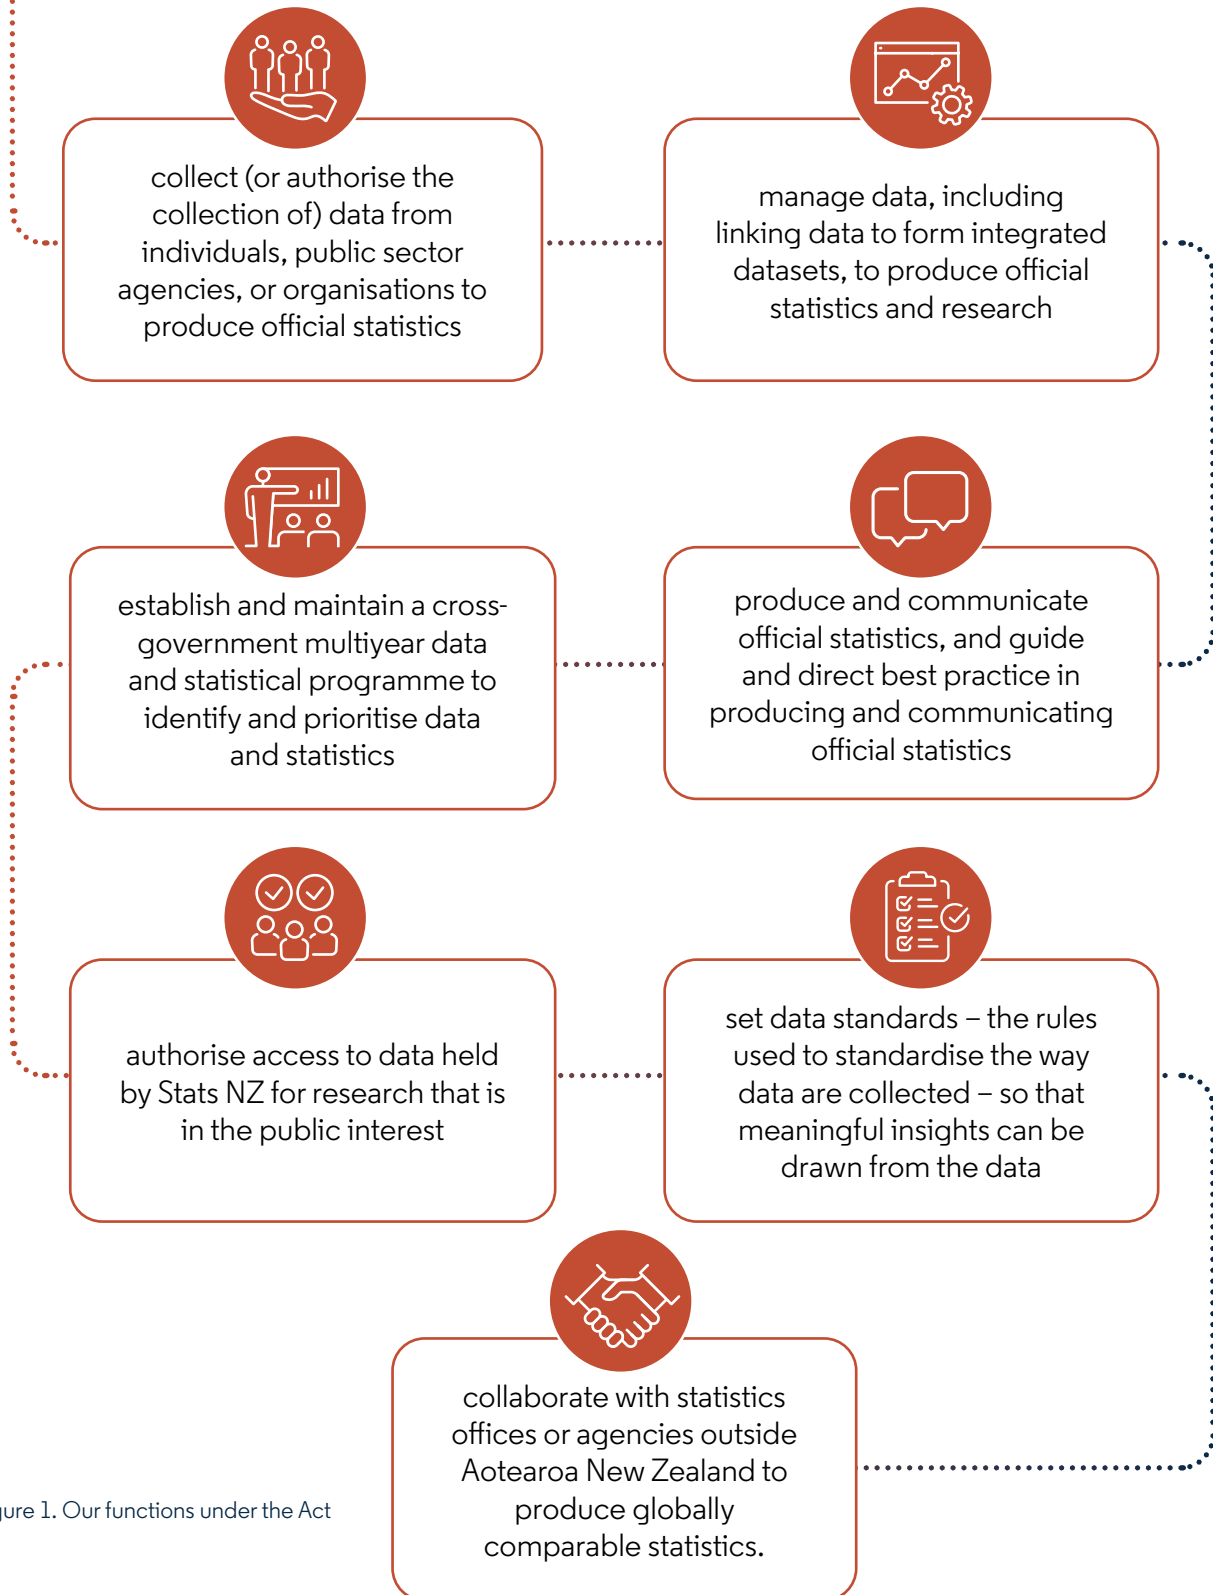 collect (or authorise the
collection of) data from
individuals, public sector
agencies, or organisations to
produce official statistics
manage data, including
linking data to form integrated
datasets, to produce official
statistics and research
produce and communicate
official statistics, and guide
and direct best practice in
producing and communicating
official statistics
establish and maintain a cross-
government multiyear data
and statistical programme to
identify and prioritise data
and statistics
authorise access to data held
by Stats NZ for research that is
in the public interest
set data standards – the rules
used to standardise the way
data are collected – so that
meaningful insights can be
drawn from the data
collaborate with statistics
offices or agencies outside
Aotearoa New Zealand to
produce globally
comparable statistics.
gure 1. Our functions under the Act